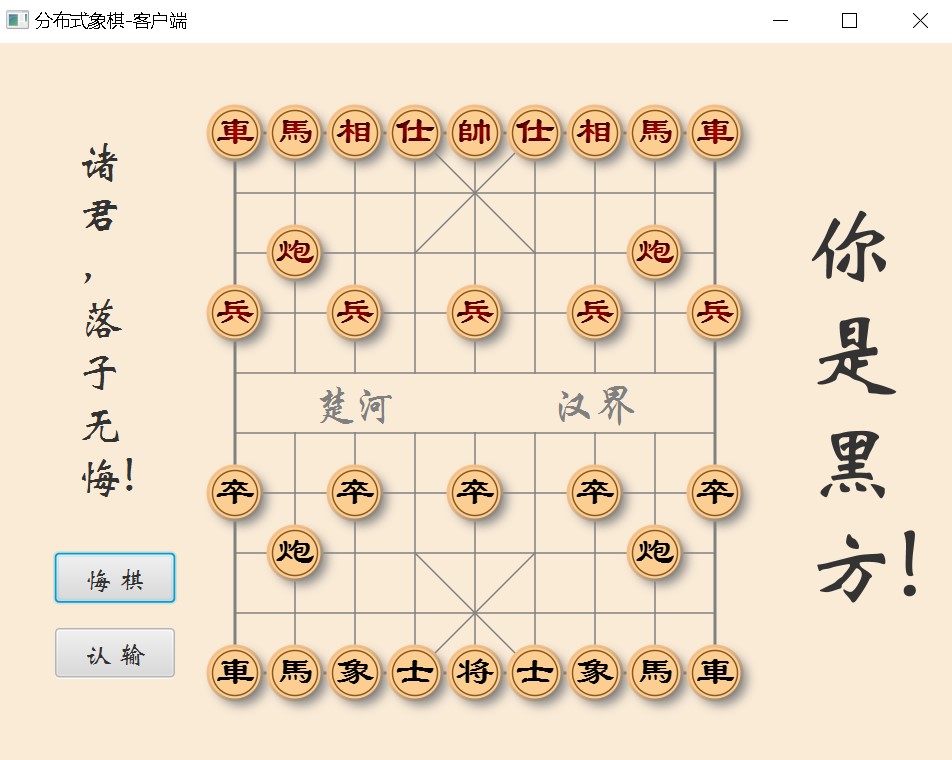 分布式象棋-客户端
車馬相仕帥仕相馬車
炮炮
兵兵兵兵兵
楚河 汉界
卒卒卒卒卒
炮炮
車馬象士将士象馬車
诸君，落子无悔!
悔棋
认输
你是黑方!